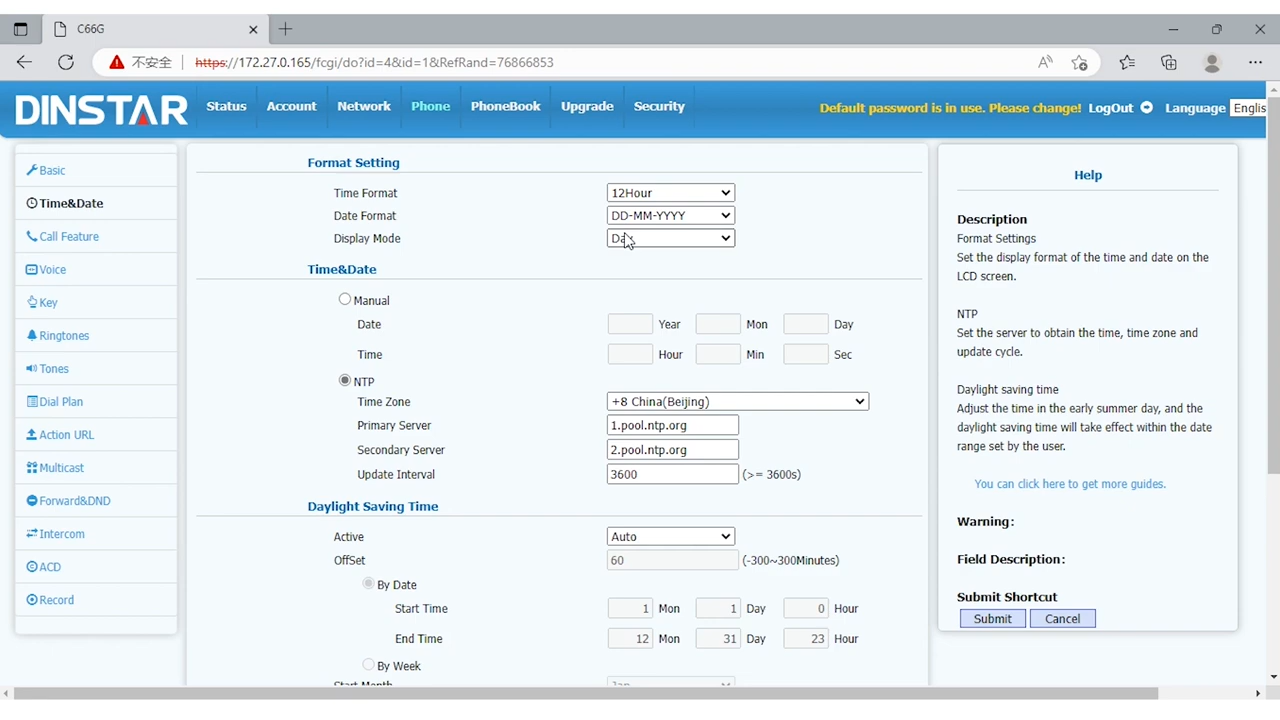 C66G
不安全
https://172.27.0.165/fcgi/do?id=4&id=1&RefRand=76866853
DINSTAR
Status Account Network Phone PhoneBook Upgrade Security
Default password is in use. Please change! LogOut Language Englis
Basic
Time&Date
Call Feature
Voice
Key
Ringtones
Tones
Dial Plan
Action URL
Multicast
Forward&DND
Intercom
ACD
Record
Format Setting
Time Format 12Hour
Date Format DD-MM-YYYY
Display Mode
Time&Date
Manual
Date Year Mon Day
Time Hour Min Sec
NTP
Time Zone +8 China(Beijing)
Primary Server 1.pool.ntp.org
Secondary Server 2.pool.ntp.org
Update Interval 3600 (>= 3600s)
Daylight Saving Time
Active Auto
OffSet 60 (-300~300Minutes)
By Date
Start Time 1 Mon 1 Day 0 Hour
End Time 12 Mon 31 Day 23 Hour
By Week
Start Month Jan
Help
Description
Format Settings
Set the display format of the time and date on the
LCD screen.
NTP
Set the server to obtain the time, time zone and
update cycle.
Daylight saving time
Adjust the time in the early summer day, and the
daylight saving time will take effect within the date
range set by the user.
You can click here to get more guides.
Warning:
Field Description:
Submit Shortcut
Submit Cancel